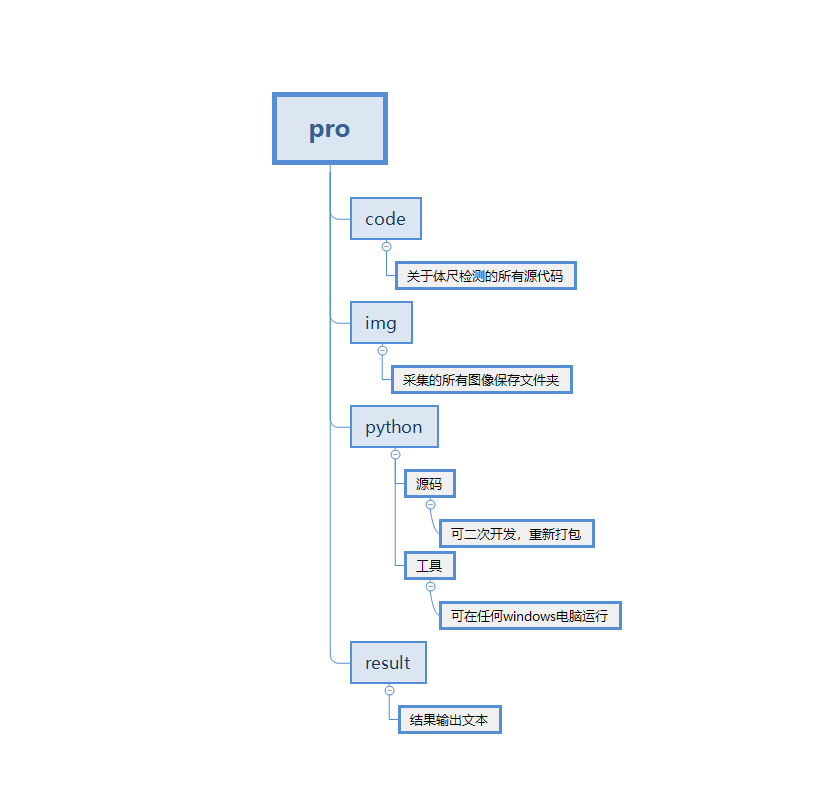 pro
code
关于体尺检测的所有源代码
img
采集的所有图像保存文件夹
python
源码
可二次开发，重新打包
工具
可在任何windows电脑运行
result
结果输出文本